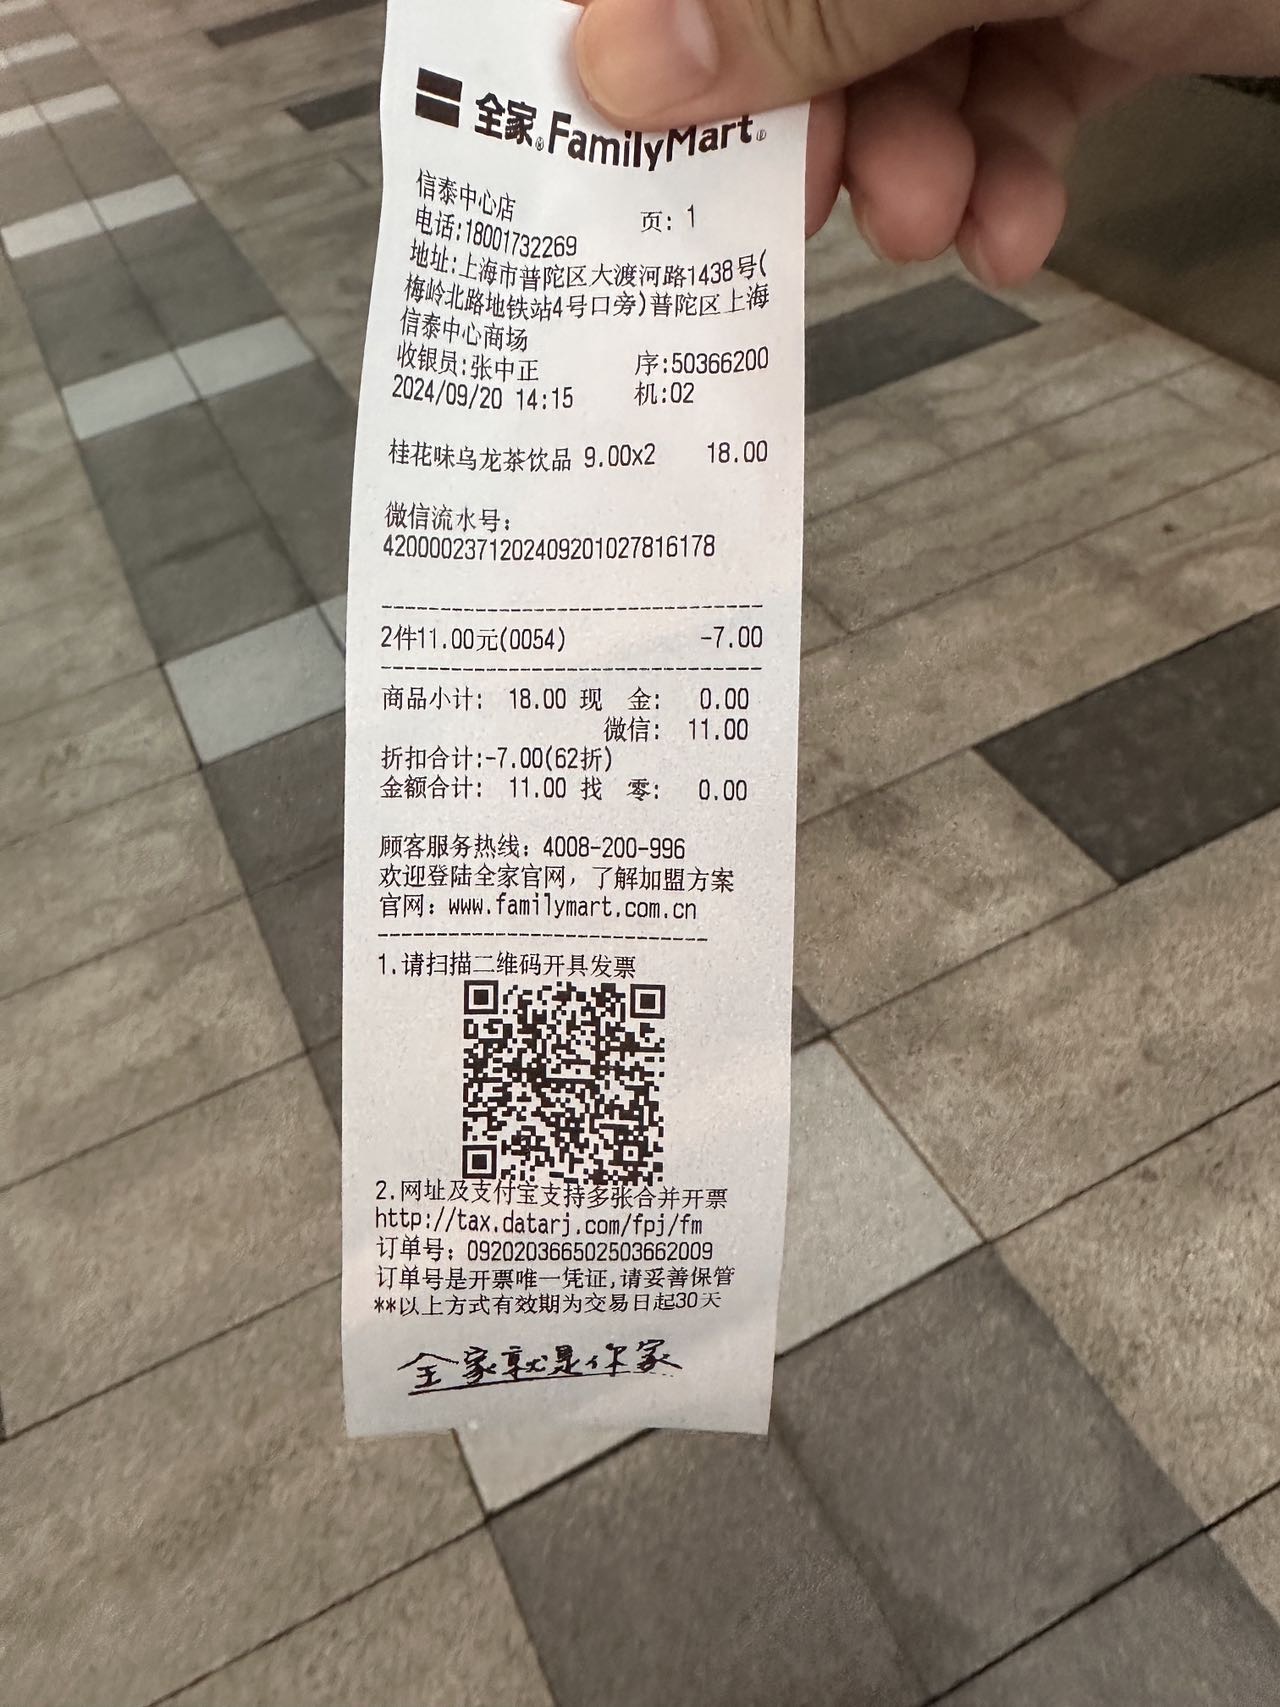 全家®FamilyMart®
信泰中心店
页: 1
电话:18001732269
地址:上海市普陀区大渡河路1438号(
梅岭北路地铁站4号口旁)普陀区上海
信泰中心商场
收银员:张中正 序:50366200
2024/09/20 14:15 机:02
桂花味乌龙茶饮品 9.00x2 18.00
微信流水号:
4200002371202409201027816178
--------------------------------
2件11.00元(0054) -7.00
--------------------------------
商品小计: 18.00 现 金: 0.00
微信: 11.00
折扣合计:-7.00(62折)
金额合计: 11.00 找 零: 0.00
顾客服务热线: 4008-200-996
欢迎登陆全家官网，了解加盟方案
官网: www.familymart.com.cn
----------------------------
1.请扫描二维码开具发票
2.网址及支付宝支持多张合并开票
http://tax.datarj.com/fpj/fm
订单号: 092020366502503662009
订单号是开票唯一凭证,请妥善保管
**以上方式有效期为交易日起30天
全家就是你家